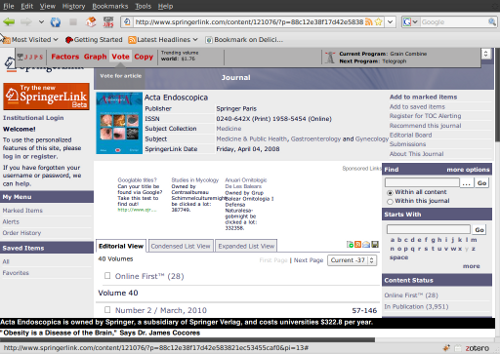 File Edit View History Bookmarks Tools Help
http://www.springerlink.com/content/121076/?p=88c12e38f17d42e5838
Google
Most Visited Getting Started Latest Headlines Bookmark on Delici...
JJPS Factors Graph Vote Copy
Trending volume
world: $1.78
Current Program: Grain Combine
Next Program: Telegraph
Vote for article
SpringerLink
Journal
Try the new
SpringerLink
Beta
Institutional Login
Welcome!
To use the personalized
features of this site, please
log in or register.
If you have forgotten your
username or password, we
can help.
My Menu
Marked Items
Alerts
Order History
Saved Items
All
Favorites
Acta Endoscopica
Publisher Springer Paris
ISSN 0240-642X (Print) 1958-5454 (Online)
Subject Collection Medicine
Subject Medicine & Public Health, Gastroenterology and Gynecology
SpringerLink Date Friday, April 04, 2008
Add to marked items
Add to saved items
Register for TOC Alerting
Recommend this journal
Editorial Board
Submissions
About This Journal
Sponsored Links
Googlable titles?
Can your title be
found via Google?
Take this test to
find out!
Studies in Mycology
Owned by
Centraalbureau
be clicked a lot:
367740.
Anuari Ornitologic
De Les Balears
Owned by Grup
Balear Ornitologia I
Defensa
be clicked a lot:
332358.
Find more options
... Go
Within all content
Within this journal
Starts With
Go
a b c d e f g h i j k l m
n o p q r s t u v w x y z
space
more
Editorial View Condensed List View Expanded List View
40 Volumes First Page | Next Page Current -37
Online First™ (28)
Volume 40
Number 2 / March, 2010 57-146
Content Status
Online First™ (28)
In Publication (3,951)
Acta Endoscopica is owned by Springer, a subsidiary of Springer Verlag, and costs universities $322.8 per year.
"Obesity is a Disease of the Brain," Says Dr. James Cocores
http://www.springerlink.com/content/121076/?p=88c12e38f17d42e583821ec53455caf0&pi=13#
zotero